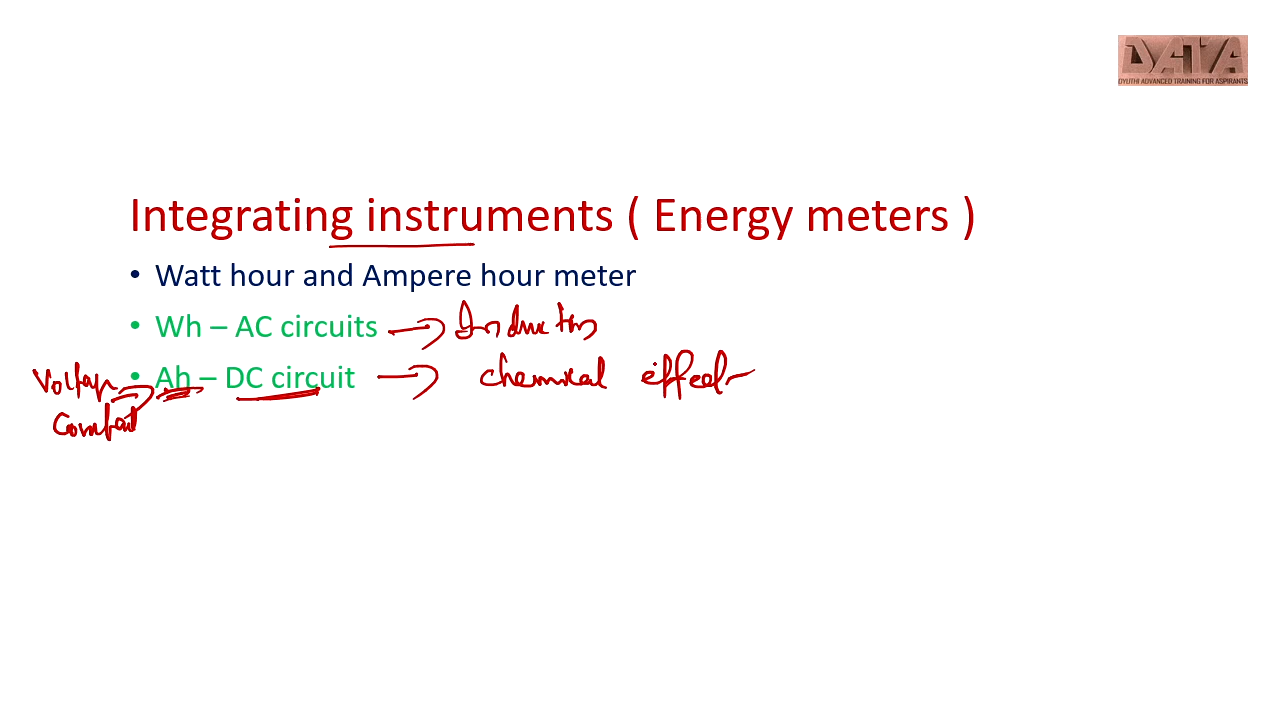 DATA
DYUTHI ADVANCED TRAINING FOR ASPIRANTS
Integrating instruments ( Energy meters )
• Watt hour and Ampere hour meter
• Wh – AC circuits → Induction
• Ah – DC circuit → chemical effect
Voltage